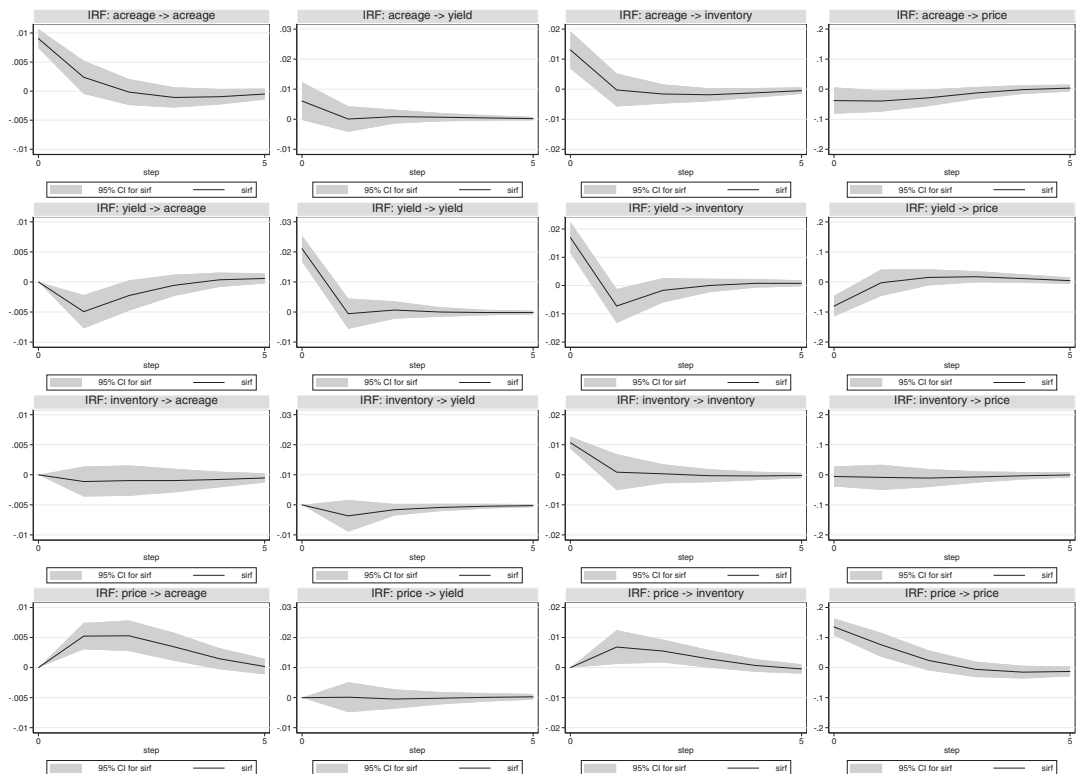 IRF: acreage -> acreage
.01
.005
0
-.005
-.01
0
5
step
95% CI for sirf
sirf
IRF: acreage -> yield
.03
.02
.01
0
-.01
0
5
step
95% CI for sirf
sirf
IRF: acreage -> inventory
.02
.01
0
-.01
-.02
0
5
step
95% CI for sirf
sirf
IRF: acreage -> price
.2
.1
0
-.1
-.2
0
5
step
95% CI for sirf
sirf
IRF: yield -> acreage
.01
.005
0
-.005
-.01
0
5
step
95% CI for sirf
sirf
IRF: yield -> yield
.03
.02
.01
0
-.01
0
5
step
95% CI for sirf
sirf
IRF: yield -> inventory
.02
.01
0
-.01
-.02
0
5
step
95% CI for sirf
sirf
IRF: yield -> price
.2
.1
0
-.1
-.2
0
5
step
95% CI for sirf
sirf
IRF: inventory -> acreage
.01
.005
0
-.005
-.01
0
5
step
95% CI for sirf
sirf
IRF: inventory -> yield
.03
.02
.01
0
-.01
0
5
step
95% CI for sirf
sirf
IRF: inventory -> inventory
.02
.01
0
-.01
-.02
0
5
step
95% CI for sirf
sirf
IRF: inventory -> price
.2
.1
0
-.1
-.2
0
5
step
95% CI for sirf
sirf
IRF: price -> acreage
.01
.005
0
-.005
-.01
0
5
step
95% CI for sirf
sirf
IRF: price -> yield
.03
.02
.01
0
-.01
0
5
step
95% CI for sirf
sirf
IRF: price -> inventory
.02
.01
0
-.01
-.02
0
5
step
95% CI for sirf
sirf
IRF: price -> price
.2
.1
0
-.1
-.2
0
5
step
95% CI for sirf
sirf